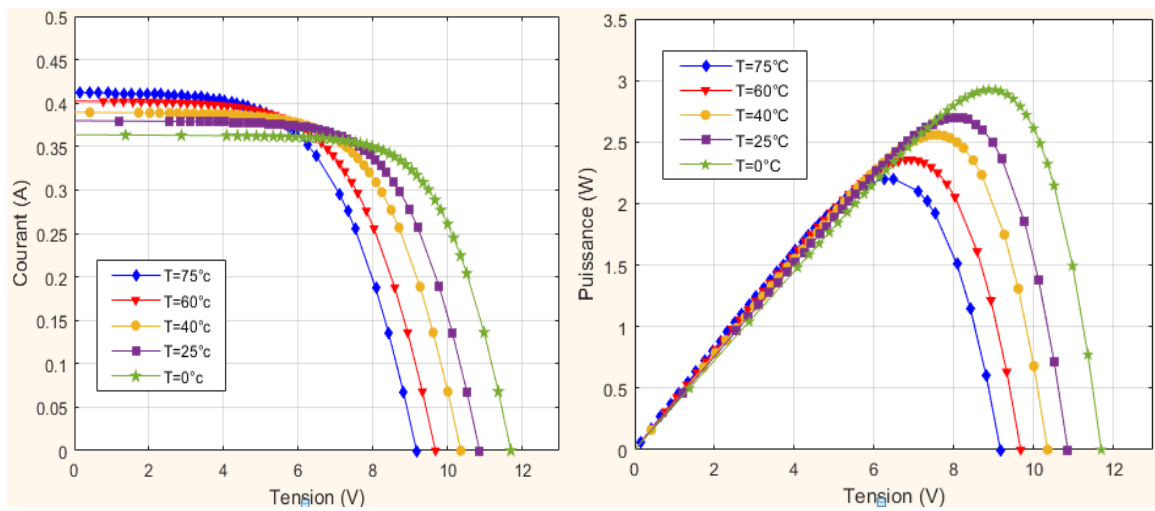 0.5
0.45
0.4
0.35
0.3
0.25
0.2
0.15
0.1
0.05
0
Courant (A)
T=75°c
T=60°c
T=40°c
T=25°c
T=0°c
0 2 4 6 8 10 12
Tension (V)
3.5
3
2.5
2
1.5
1
0.5
0
Puissance (W)
T=75°C
T=60°C
T=40°C
T=25°C
T=0°C
0 2 4 6 8 10 12
Tension (V)